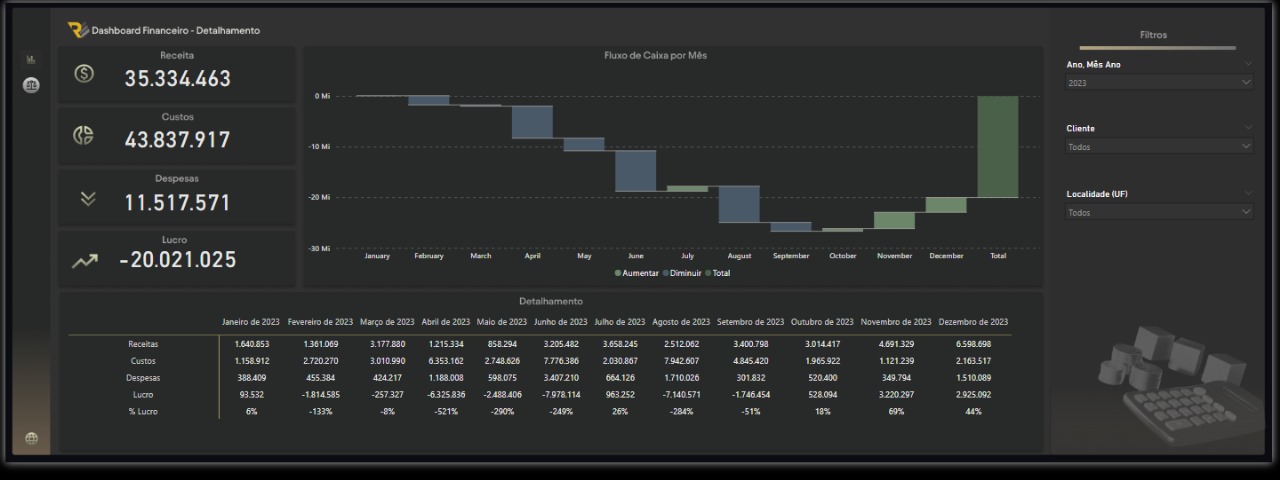 Dashboard Financeiro - Detalhamento
Receita
35.334.463
Custos
43.837.917
Despesas
11.517.571
Lucro
-20.021.025
Fluxo de Caixa por Mês
0 Mi
-10 Mi
-20 Mi
-30 Mi
January February March April May June July August September October November December Total
Aumentar Diminuir Total
Filtros
Ano, Mês Ano
2023
Cliente
Todos
Localidade (UF)
Todos
Detalhamento
Janeiro de 2023 Fevereiro de 2023 Março de 2023 Abril de 2023 Maio de 2023 Junho de 2023 Julho de 2023 Agosto de 2023 Setembro de 2023 Outubro de 2023 Novembro de 2023 Dezembro de 2023
Receitas 1.640.853 1.361.069 3.177.880 1.215.334 858.294 3.205.482 3.658.245 2.512.062 3.400.798 3.014.417 4.691.329 6.598.698
Custos 1.158.912 2.720.270 3.010.990 6.353.162 2.748.626 7.776.386 2.030.867 7.942.607 4.845.420 1.965.922 1.121.239 2.163.517
Despesas 388.409 455.384 424.217 1.188.008 598.075 3.407.210 664.126 1.710.026 301.832 520.400 349.794 1.510.089
Lucro 93.532 -1.814.585 -257.327 -6.325.836 -2.488.406 -7.978.114 963.252 -7.140.571 -1.746.454 528.094 3.220.297 2.925.092
% Lucro 6% -133% -8% -521% -290% -249% 26% -284% -51% 18% 69% 44%